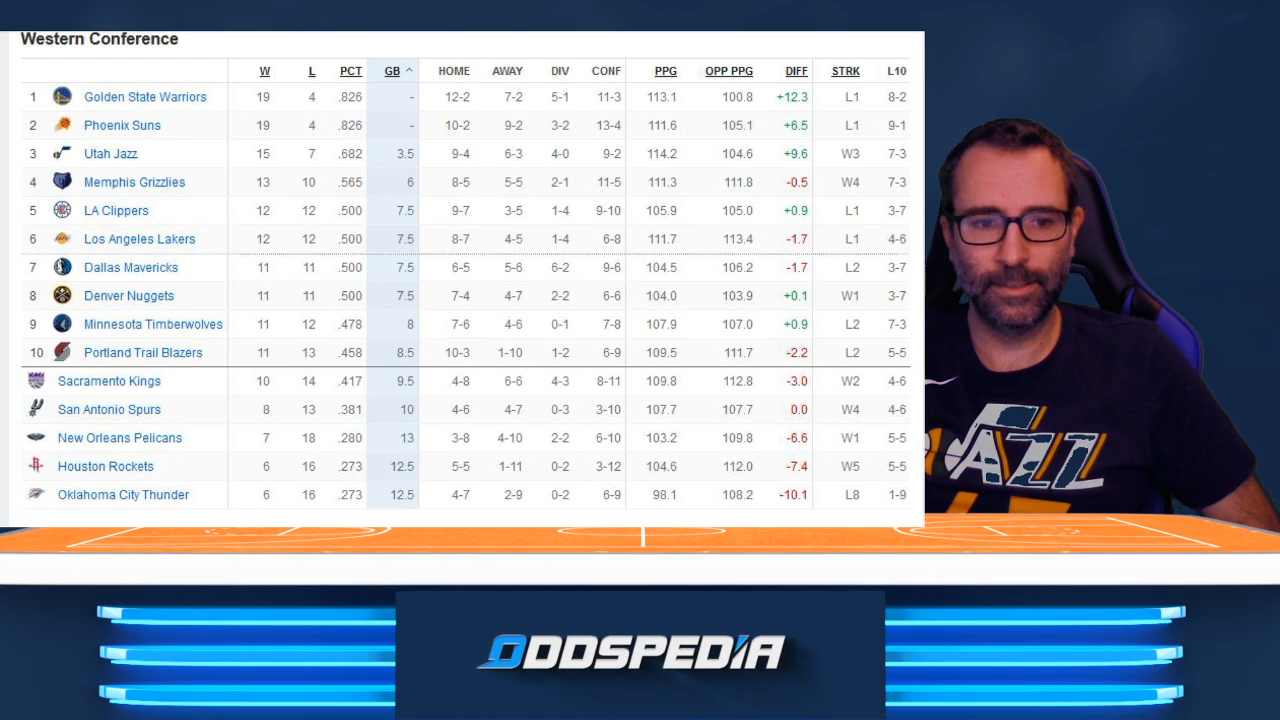 Western Conference
W L PCT GB ^ HOME AWAY DIV CONF PPG OPP PPG DIFF STRK L10
1 Golden State Warriors 19 4 .826 - 12-2 7-2 5-1 11-3 113.1 100.8 +12.3 L1 8-2
2 Phoenix Suns 19 4 .826 - 10-2 9-2 3-2 13-4 111.6 105.1 +6.5 L1 9-1
3 Utah Jazz 15 7 .682 3.5 9-4 6-3 4-0 9-2 114.2 104.6 +9.6 W3 7-3
4 Memphis Grizzlies 13 10 .565 6 8-5 5-5 2-1 11-5 111.3 111.8 -0.5 W4 7-3
5 LA Clippers 12 12 .500 7.5 9-7 3-5 1-4 9-10 105.9 105.0 +0.9 L1 3-7
6 Los Angeles Lakers 12 12 .500 7.5 8-7 4-5 1-4 6-8 111.7 113.4 -1.7 L1 4-6
7 Dallas Mavericks 11 11 .500 7.5 6-5 5-6 6-2 9-6 104.5 106.2 -1.7 L2 3-7
8 Denver Nuggets 11 11 .500 7.5 7-4 4-7 2-2 6-6 104.0 103.9 +0.1 W1 3-7
9 Minnesota Timberwolves 11 12 .478 8 7-6 4-6 0-1 7-8 107.9 107.0 +0.9 L2 7-3
10 Portland Trail Blazers 11 13 .458 8.5 10-3 1-10 1-2 6-9 109.5 111.7 -2.2 L2 5-5
Sacramento Kings 10 14 .417 9.5 4-8 6-6 4-3 8-11 109.8 112.8 -3.0 W2 4-6
San Antonio Spurs 8 13 .381 10 4-6 4-7 0-3 3-10 107.7 107.7 0.0 W4 4-6
New Orleans Pelicans 7 18 .280 13 3-8 4-10 2-2 6-10 103.2 109.8 -6.6 W1 5-5
Houston Rockets 6 16 .273 12.5 5-5 1-11 0-2 3-12 104.6 112.0 -7.4 W5 5-5
Oklahoma City Thunder 6 16 .273 12.5 4-7 2-9 0-2 6-9 98.1 108.2 -10.1 L8 1-9
JAZZ
ODDSPEDIA